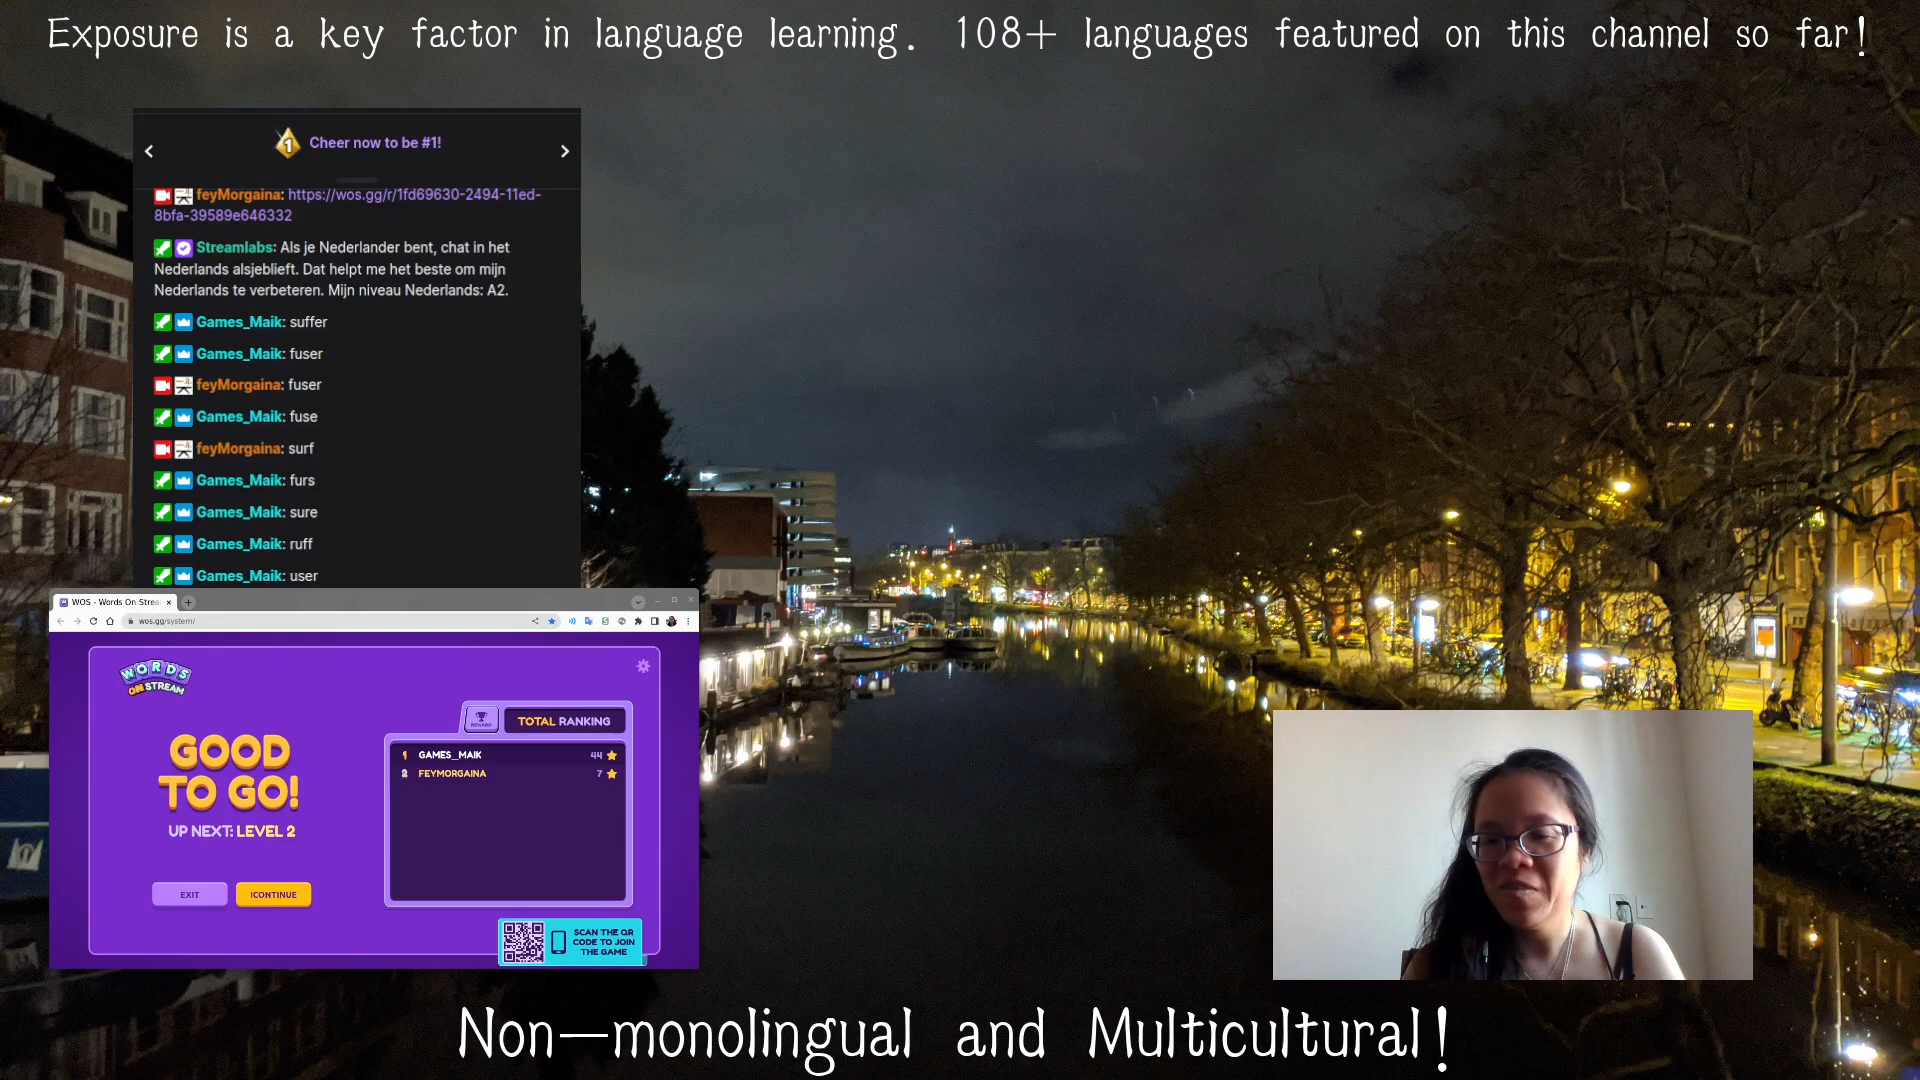 Exposure is a key factor in language learning. 108+ languages featured on this channel so far!
1 Cheer now to be #1!
feyMorgaina: https://wos.gg/r/1fd69630-2494-11ed-
8bfa-39589e646332
Streamlabs: Als je Nederlander bent, chat in het
Nederlands alsjeblieft. Dat helpt me het beste om mijn
Nederlands te verbeteren. Mijn niveau Nederlands: A2.
Games_Maik: suffer
Games_Maik: fuser
feyMorgaina: fuser
Games_Maik: fuse
feyMorgaina: surf
Games_Maik: furs
Games_Maik: sure
Games_Maik: ruff
Games_Maik: user
WOS - Words On Strea
wos.gg/system/
WORDS
ON STREAM
GOOD
TO GO!
UP NEXT: LEVEL 2
EXIT
!CONTINUE
REWARD
TOTAL RANKING
1 GAMES_MAIK 44
2 FEYMORGAINA 7
SCAN THE QR
CODE TO JOIN
THE GAME
Non-monolingual and Multicultural!